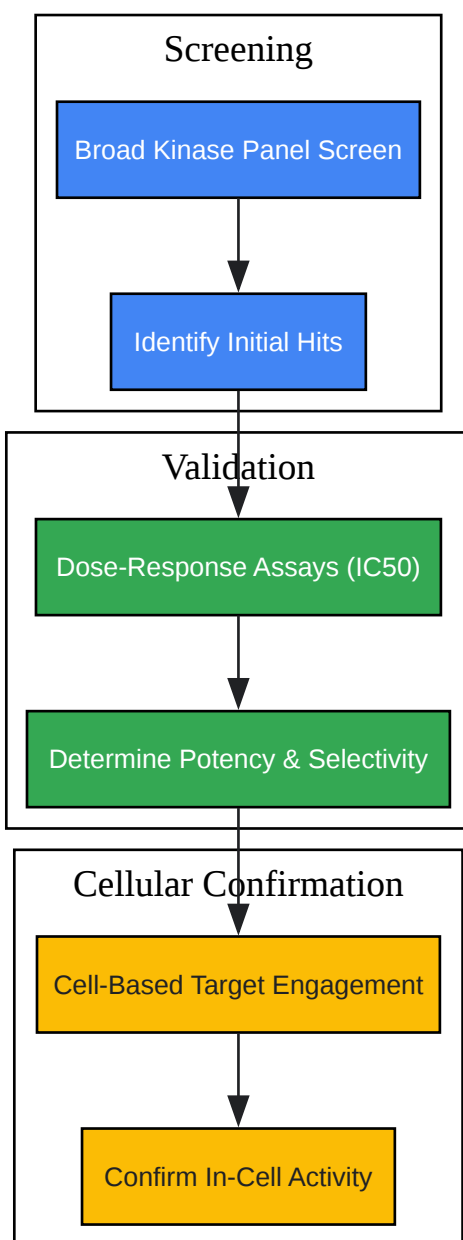 Screening
Broad Kinase Panel Screen
Identify Initial Hits
Validation
Dose-Response Assays (IC50)
Determine Potency & Selectivity
Cellular Confirmation
Cell-Based Target Engagement
Confirm In-Cell Activity